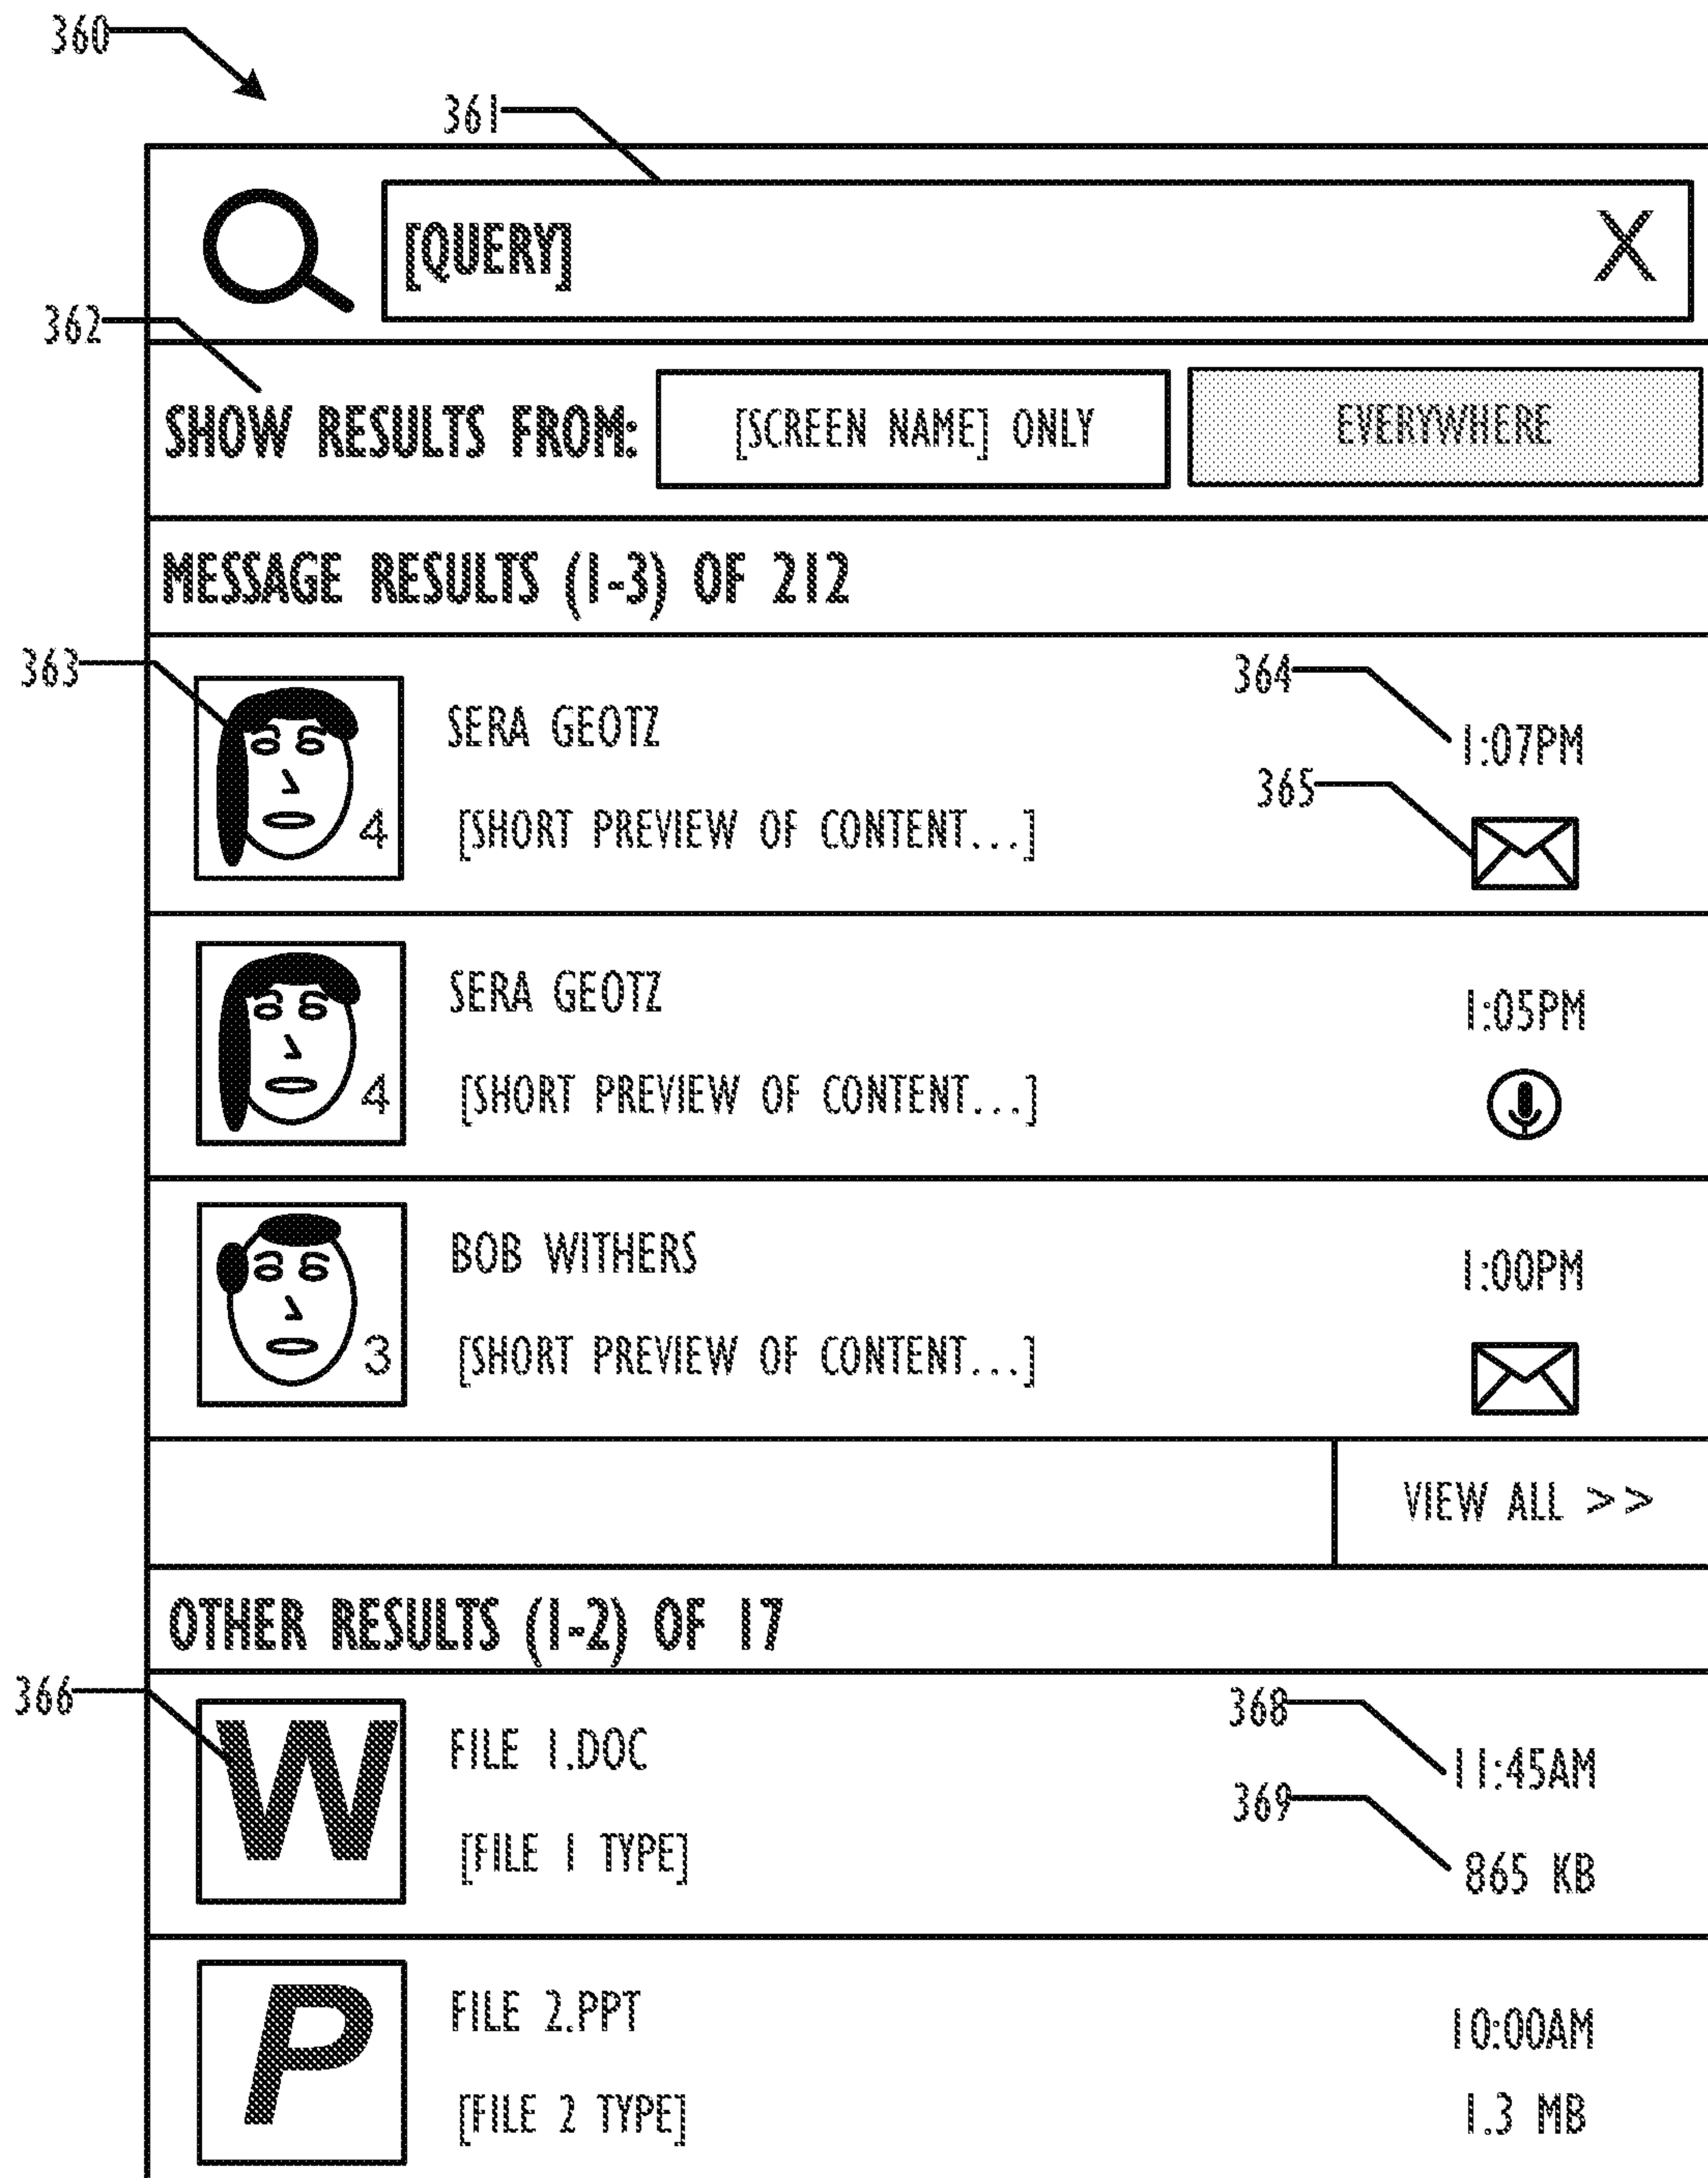 360
361
[QUERY] X
362
SHOW RESULTS FROM: [SCREEN NAME] ONLY EVERYWHERE
MESSAGE RESULTS (1-3) OF 212
363
364
SERA GEOTZ 1:07PM
365
4 [SHORT PREVIEW OF CONTENT...]
SERA GEOTZ 1:05PM
4 [SHORT PREVIEW OF CONTENT...]
BOB WITHERS 1:00PM
3 [SHORT PREVIEW OF CONTENT...]
VIEW ALL >>
OTHER RESULTS (1-2) OF 17
366
368
W FILE 1.DOC 11:45AM
369
[FILE 1 TYPE] 865 KB
P FILE 2.PPT 10:00AM
[FILE 2 TYPE] 1.3 MB